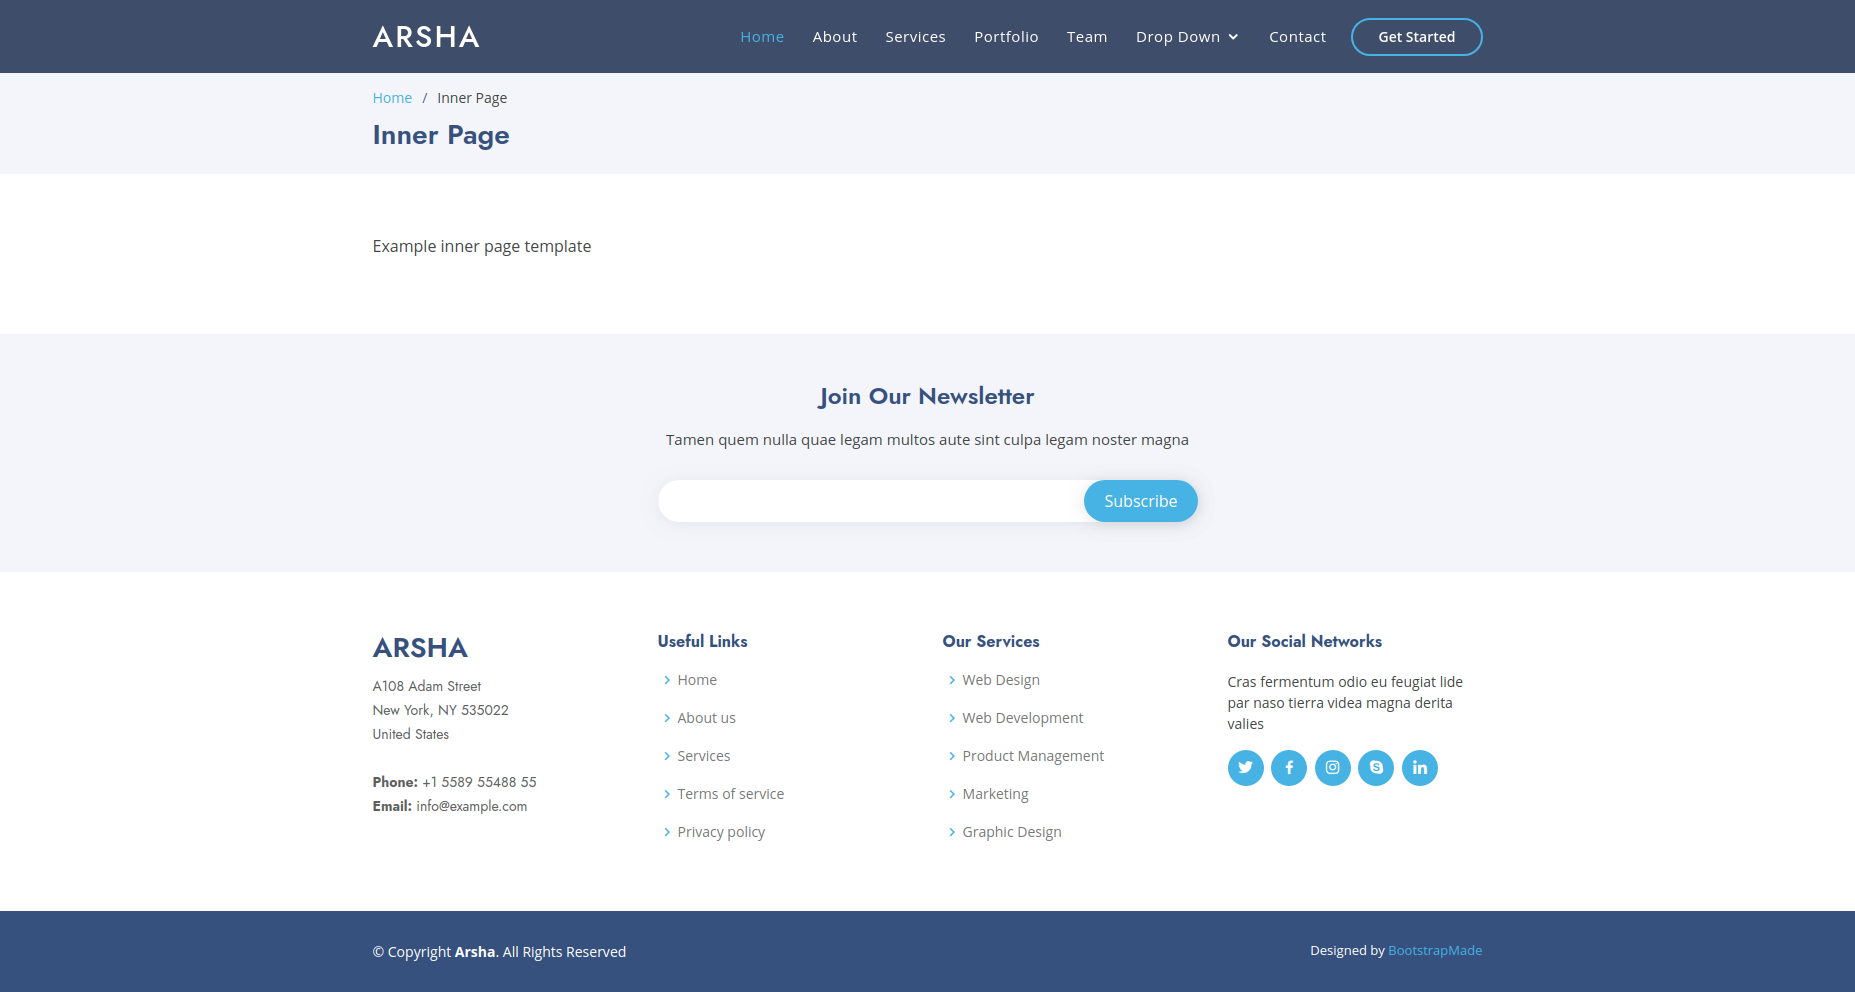 ARSHA
Home About Services Portfolio Team Drop Down Contact Get Started
Home / Inner Page
Inner Page
Example inner page template
Join Our Newsletter
Tamen quem nulla quae legam multos aute sint culpa legam noster magna
Subscribe
ARSHA
A108 Adam Street
New York, NY 535022
United States
Phone: +1 5589 55488 55
Email: info@example.com
Useful Links
Home
About us
Services
Terms of service
Privacy policy
Our Services
Web Design
Web Development
Product Management
Marketing
Graphic Design
Our Social Networks
Cras fermentum odio eu feugiat lide
par naso tierra videa magna derita
valies
© Copyright Arsha. All Rights Reserved
Designed by BootstrapMade